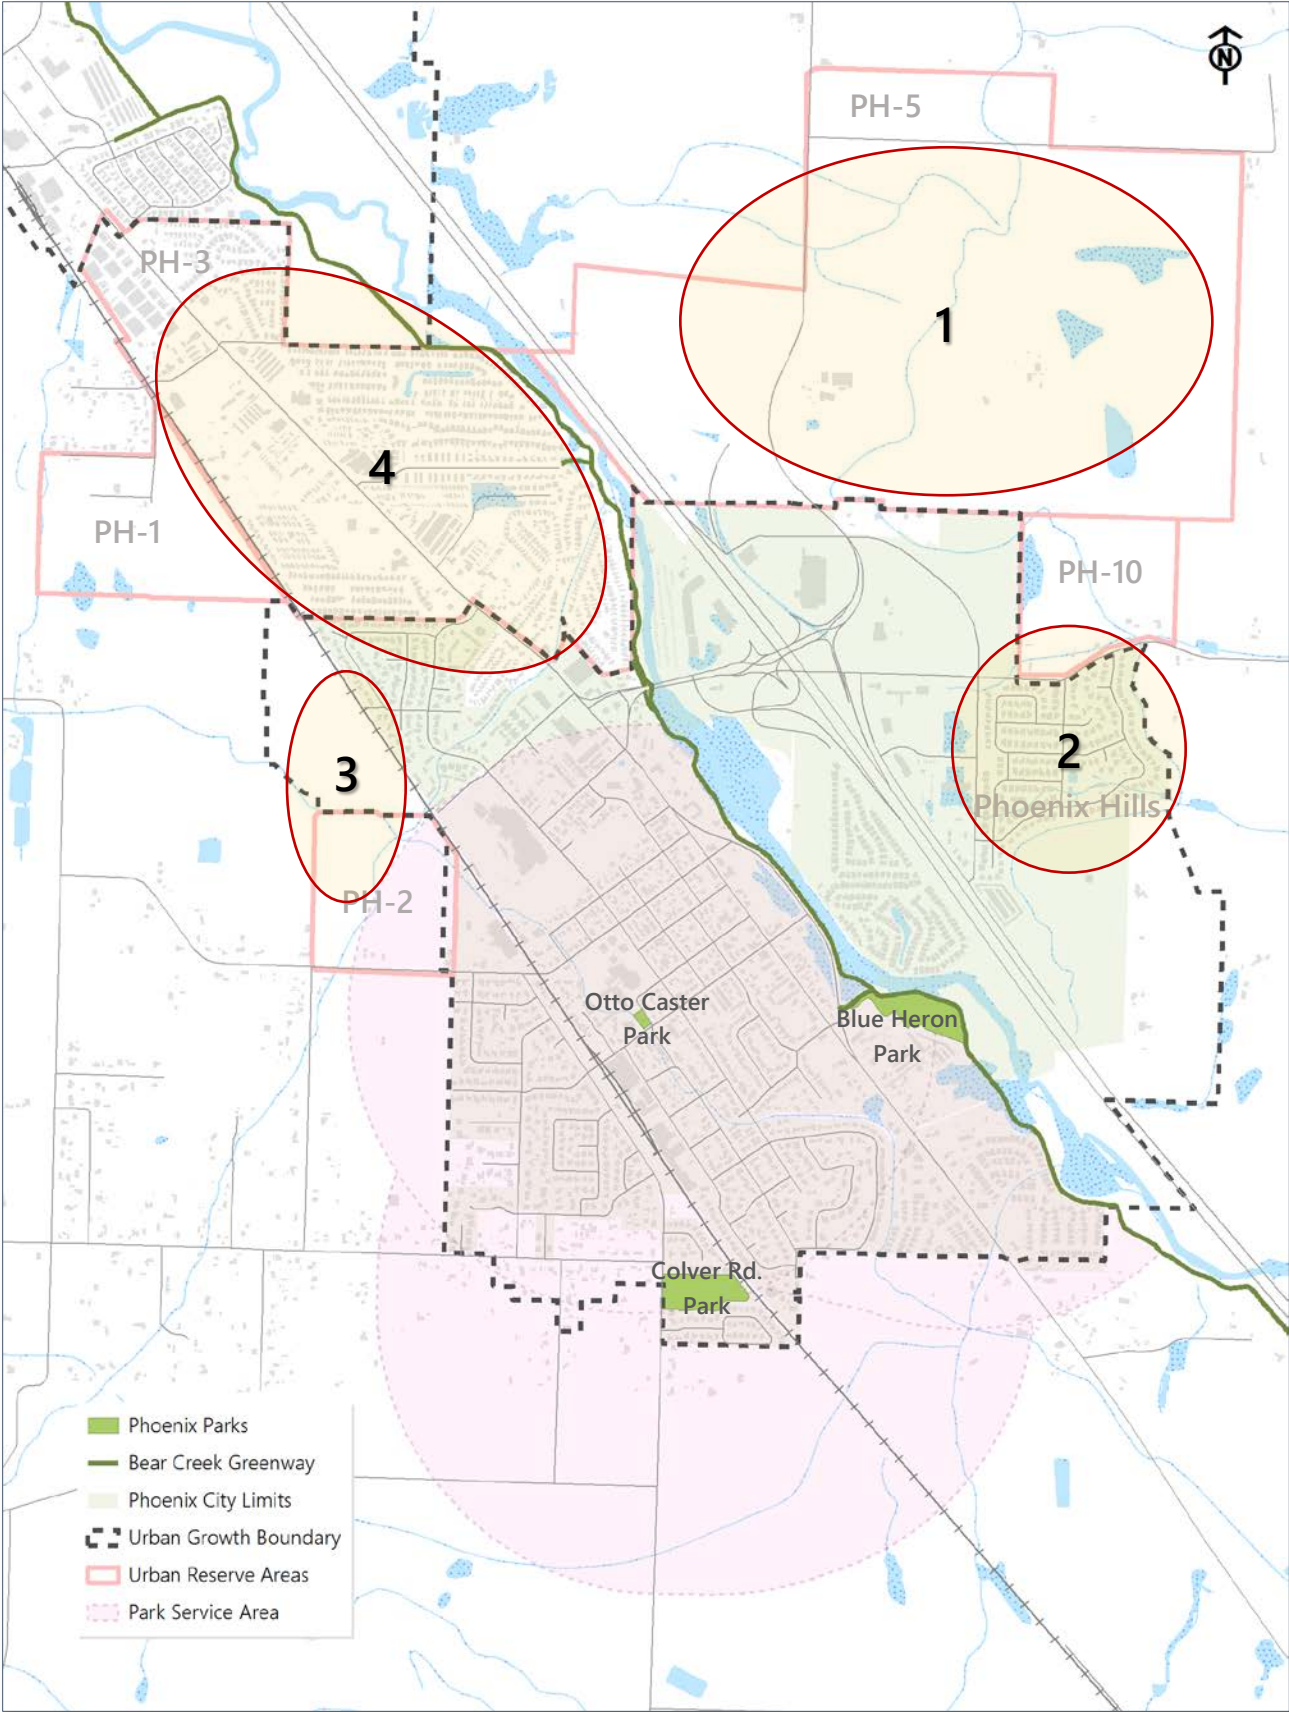 N
PH-5
PH-3
1
4
PH-1
PH-10
2
3
Phoenix Hills
PH-2
Otto Caster
Park
Blue Heron
Park
Colver Rd.
Park
Phoenix Parks
Bear Creek Greenway
Phoenix City Limits
Urban Growth Boundary
Urban Reserve Areas
Park Service Area